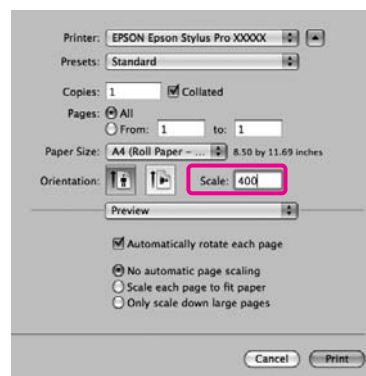 Printer: EPSON Epson Stylus Pro XXXXX
Presets: Standard
Copies: 1 Collated
Pages: All
From: 1 to: 1
Paper Size: A4 (Roll Paper – ... 8.50 by 11.69 inches
Orientation: Scale: 400
Preview
Automatically rotate each page
No automatic page scaling
Scale each page to fit paper
Only scale down large pages
Cancel Print